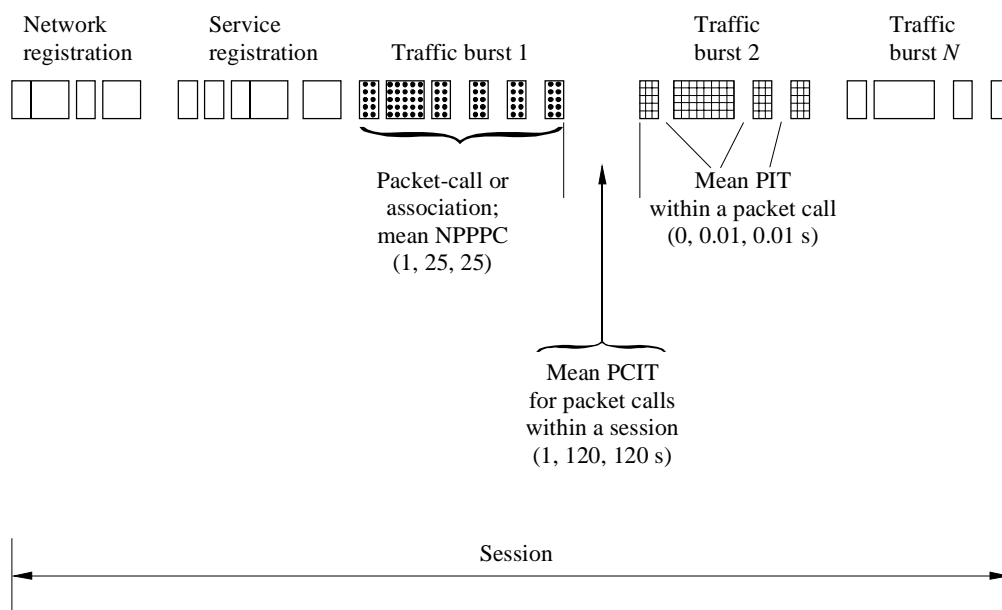 Network
registration
Service
registration
Traffic burst 1
Traffic
burst 2
Traffic
burst N
Packet-call or
association;
mean NPPPC
(1, 25, 25)
Mean PIT
within a packet call
(0, 0.01, 0.01 s)
Mean PCIT
for packet calls
within a session
(1, 120, 120 s)
Session